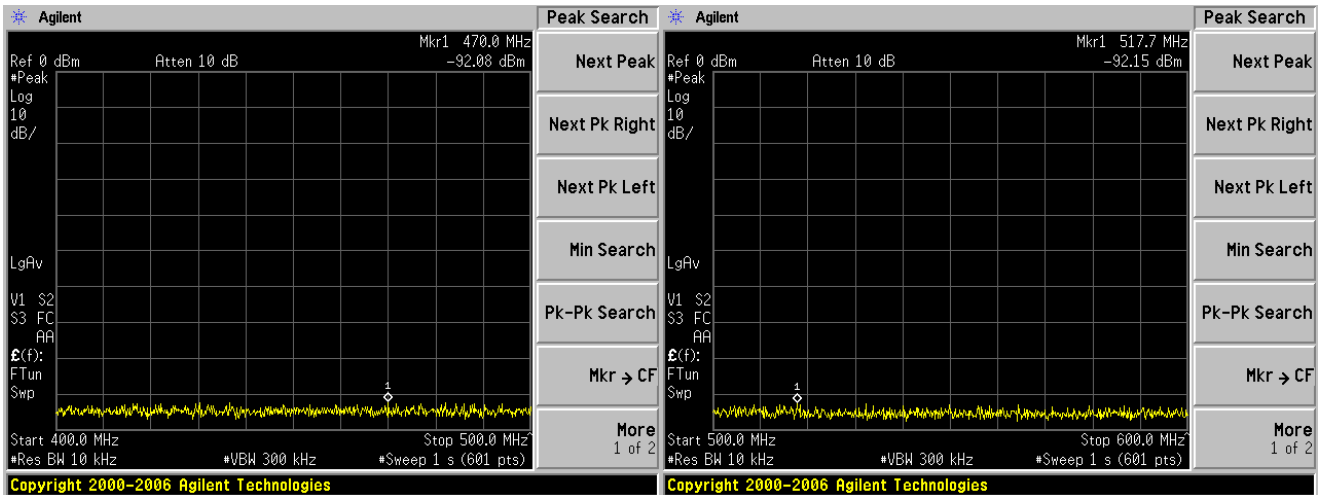 Agilent
Peak Search
Mkr1 470.0 MHz
Ref 0 dBm Atten 10 dB -92.08 dBm
#Peak
Log
10
dB/
LgAv
V1 S2
S3 FC
AA
£(f):
FTun
Swp
1
Start 400.0 MHz Stop 500.0 MHz^
#Res BW 10 kHz #VBW 300 kHz #Sweep 1 s (601 pts)
Copyright 2000-2006 Agilent Technologies
Next Peak
Next Pk Right
Next Pk Left
Min Search
Pk-Pk Search
Mkr → CF
More
1 of 2
Agilent
Peak Search
Mkr1 517.7 MHz
Ref 0 dBm Atten 10 dB -92.15 dBm
#Peak
Log
10
dB/
LgAv
V1 S2
S3 FC
AA
£(f):
FTun
Swp
1
Start 500.0 MHz Stop 600.0 MHz^
#Res BW 10 kHz #VBW 300 kHz #Sweep 1 s (601 pts)
Copyright 2000-2006 Agilent Technologies
Next Peak
Next Pk Right
Next Pk Left
Min Search
Pk-Pk Search
Mkr → CF
More
1 of 2